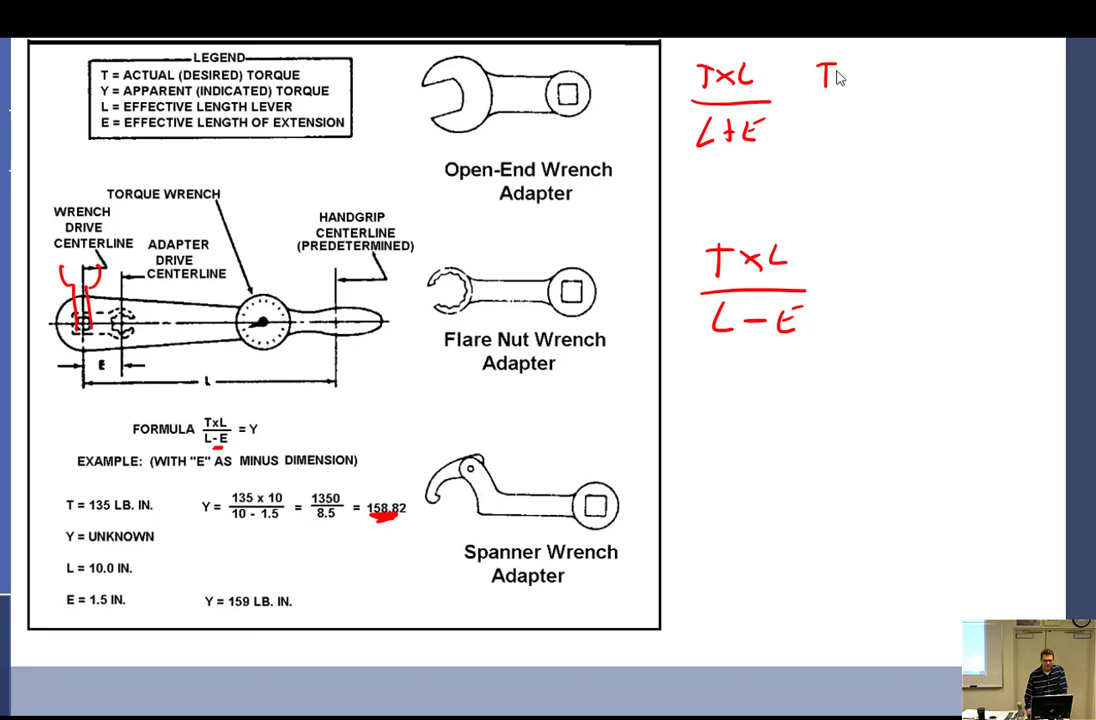 LEGEND
T = ACTUAL (DESIRED) TORQUE
Y = APPARENT (INDICATED) TORQUE
L = EFFECTIVE LENGTH LEVER
E = EFFECTIVE LENGTH OF EXTENSION
TORQUE WRENCH
WRENCH
DRIVE
CENTERLINE
ADAPTER
DRIVE
CENTERLINE
HANDGRIP
CENTERLINE
(PREDETERMINED)
E
L
FORMULA TxL / L-E = Y
EXAMPLE: (WITH "E" AS MINUS DIMENSION)
T = 135 LB. IN.
Y = 135 x 10 / 10 - 1.5 = 1350 / 8.5 = 158.82
Y = UNKNOWN
L = 10.0 IN.
E = 1.5 IN.
Y = 159 LB. IN.
Open-End Wrench
Adapter
Flare Nut Wrench
Adapter
Spanner Wrench
Adapter
TxL
L+E
T
TxL
L-E